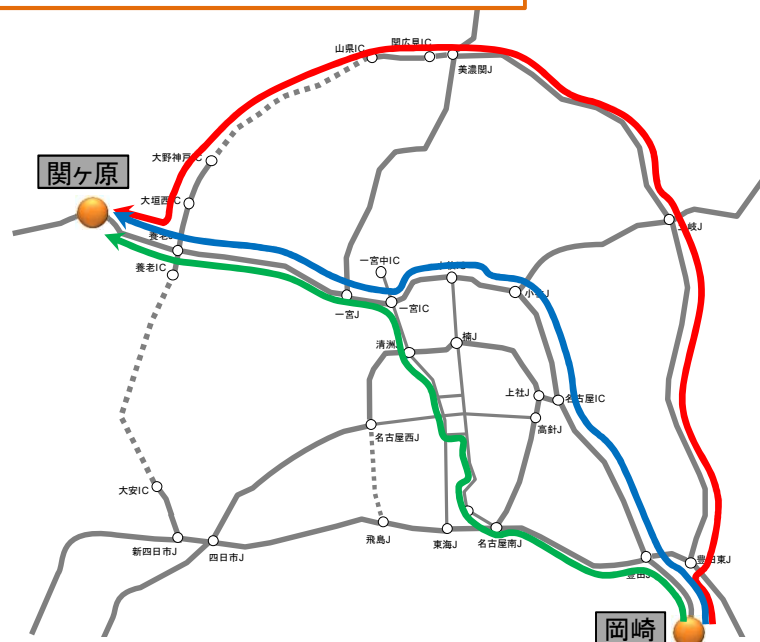 関広見IC
山県IC
美濃関J
大野神戸IC
関ヶ原
大垣西IC
養老IC
一宮中IC
一宮J
一宮IC
清洲J
楠J
上社J
名古屋IC
高針J
名古屋西J
大安IC
新四日市J
四日市J
飛島J
東海J
名古屋南J
豊田J
豊田東J
岡崎